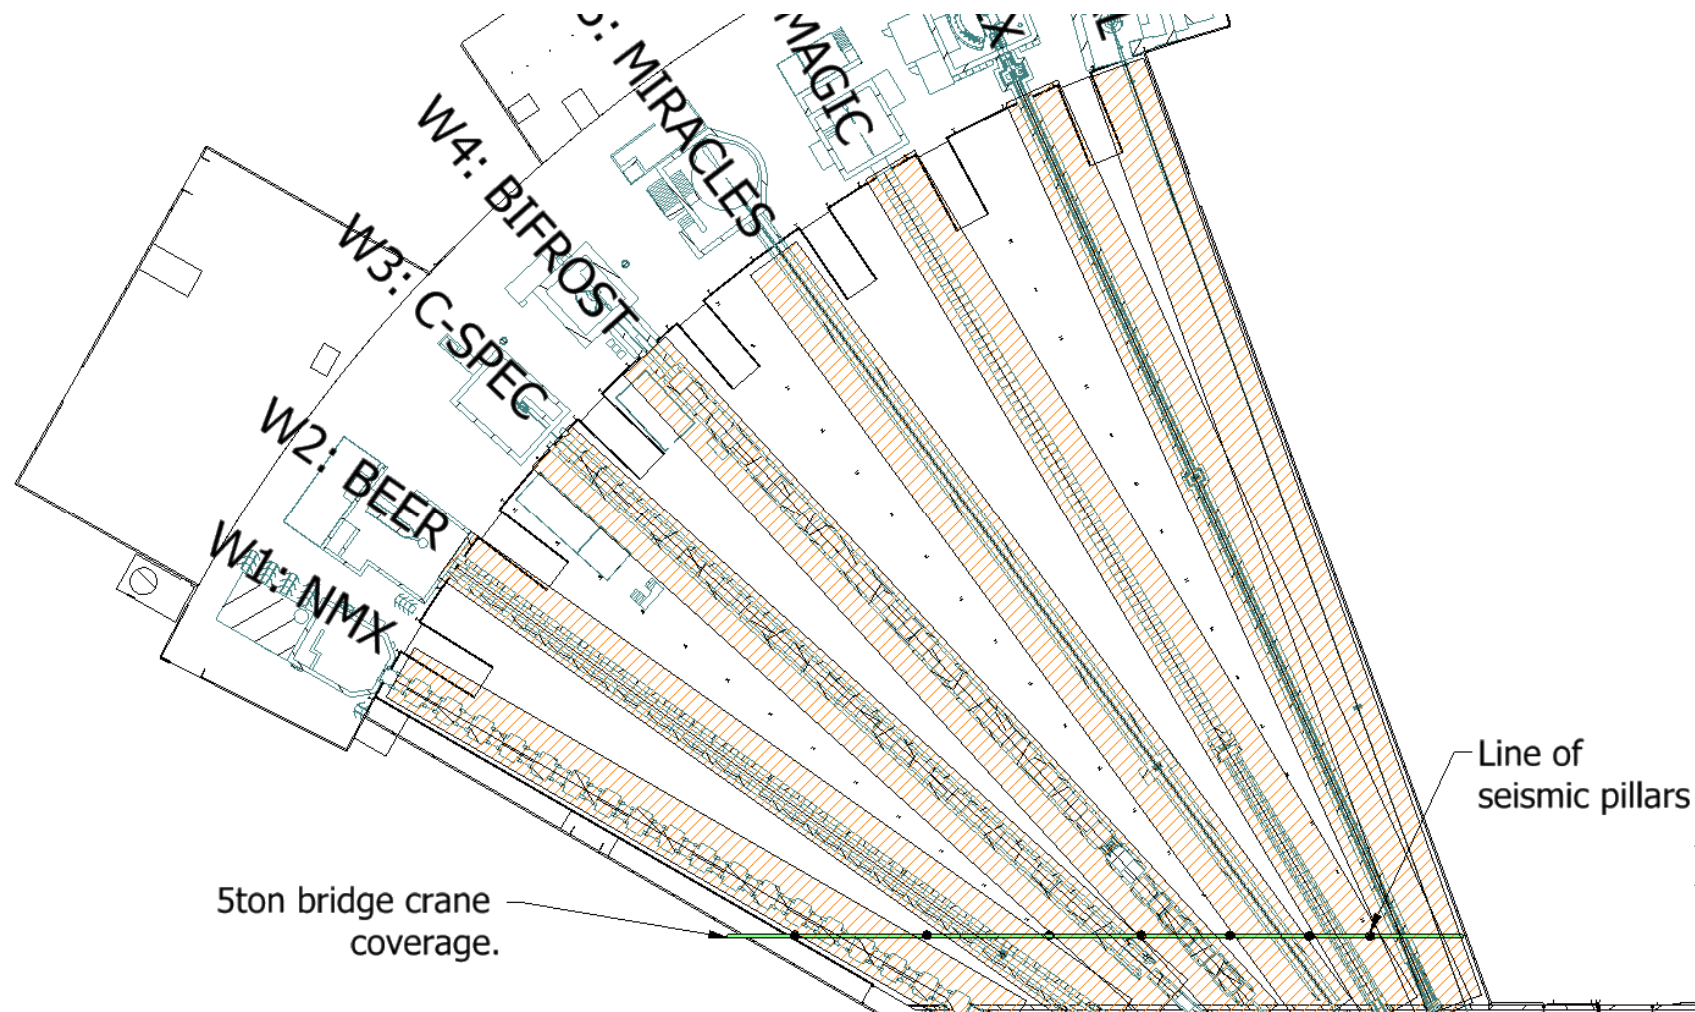 MIRACLES
MAGIC
W4: BIFROST
W3: C-SPEC
W2: BEER
W1: NMX
Line of
seismic pillars
5ton bridge crane
coverage.